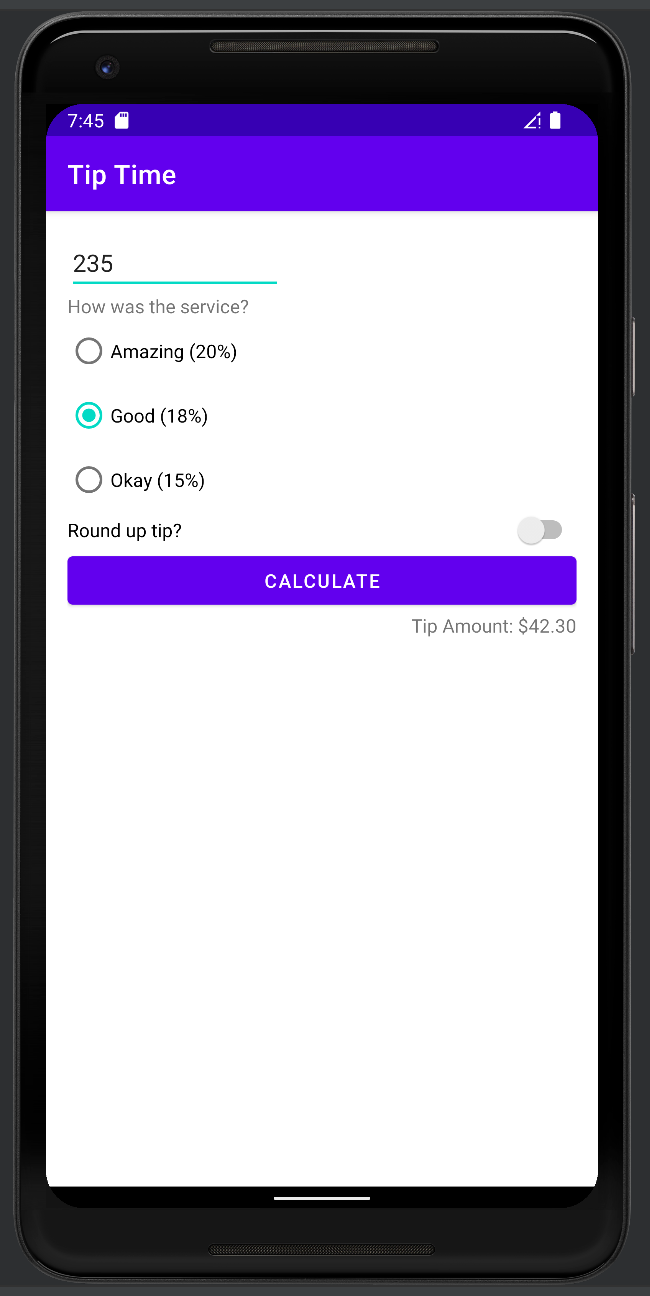 7:45
Tip Time
235
How was the service?
Amazing (20%)
Good (18%)
Okay (15%)
Round up tip?
CALCULATE
Tip Amount: $42.30